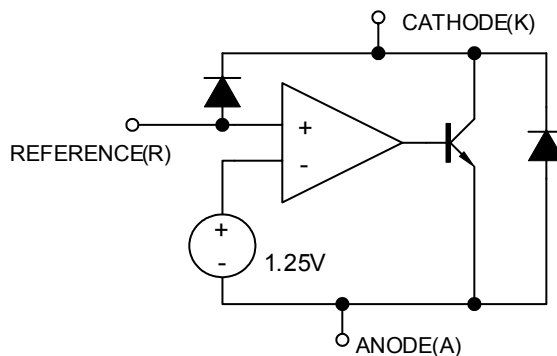 CATHODE(K)
REFERENCE(R)
+
-
+
-
1.25V
ANODE(A)